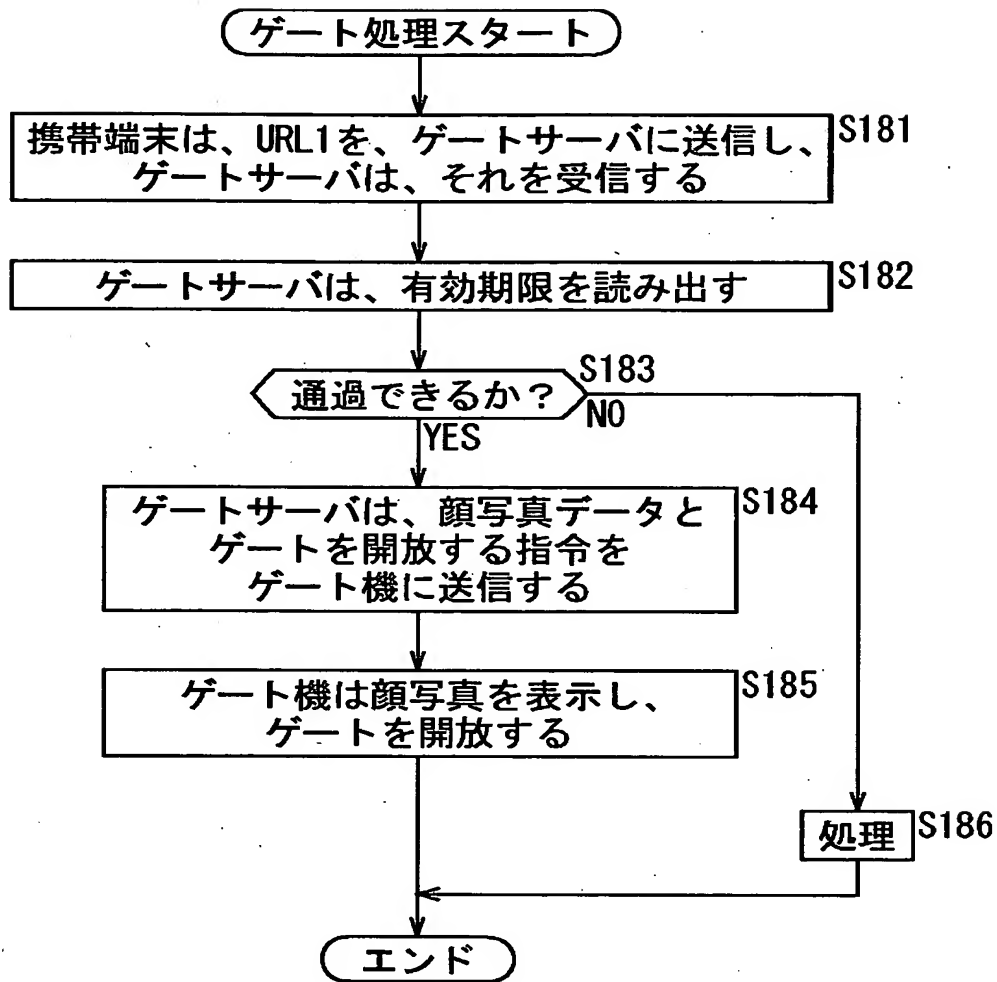 ゲート処理スタート
携帯端末は、URL1を、ゲートサーバに送信し、
ゲートサーバは、それを受信する
S181
ゲートサーバは、有効期限を読み出す
S182
通過できるか？
S183
NO
YES
ゲートサーバは、顔写真データと
ゲートを開放する指令を
ゲート機に送信する
S184
ゲート機は顔写真を表示し、
ゲートを開放する
S185
処理
S186
エンド